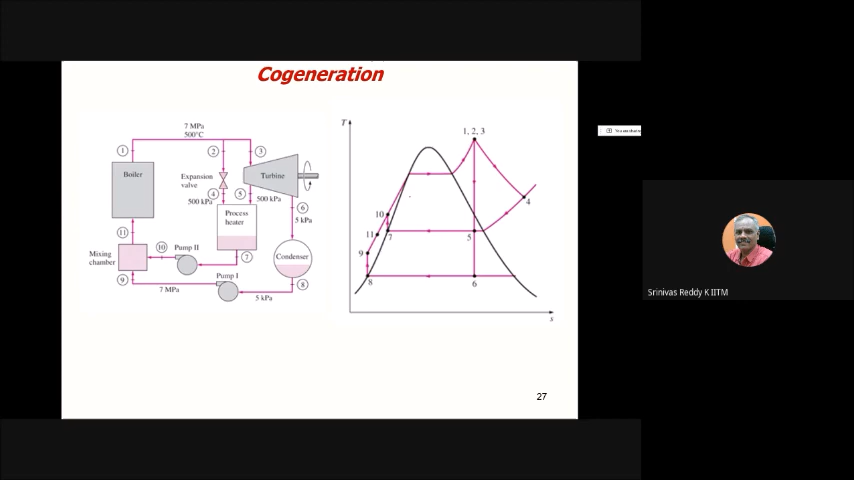 Cogeneration
7 MPa
500°C
1
2
3
Boiler
Expansion
valve
Turbine
4
5
500 kPa
500 kPa
6
5 kPa
Process
heater
11
10
Pump II
7
Condenser
Mixing
chamber
9
Pump I
8
7 MPa
5 kPa
T
1, 2, 3
4
10
11
7
5
9
8
6
s
27
Srinivas Reddy K IITM